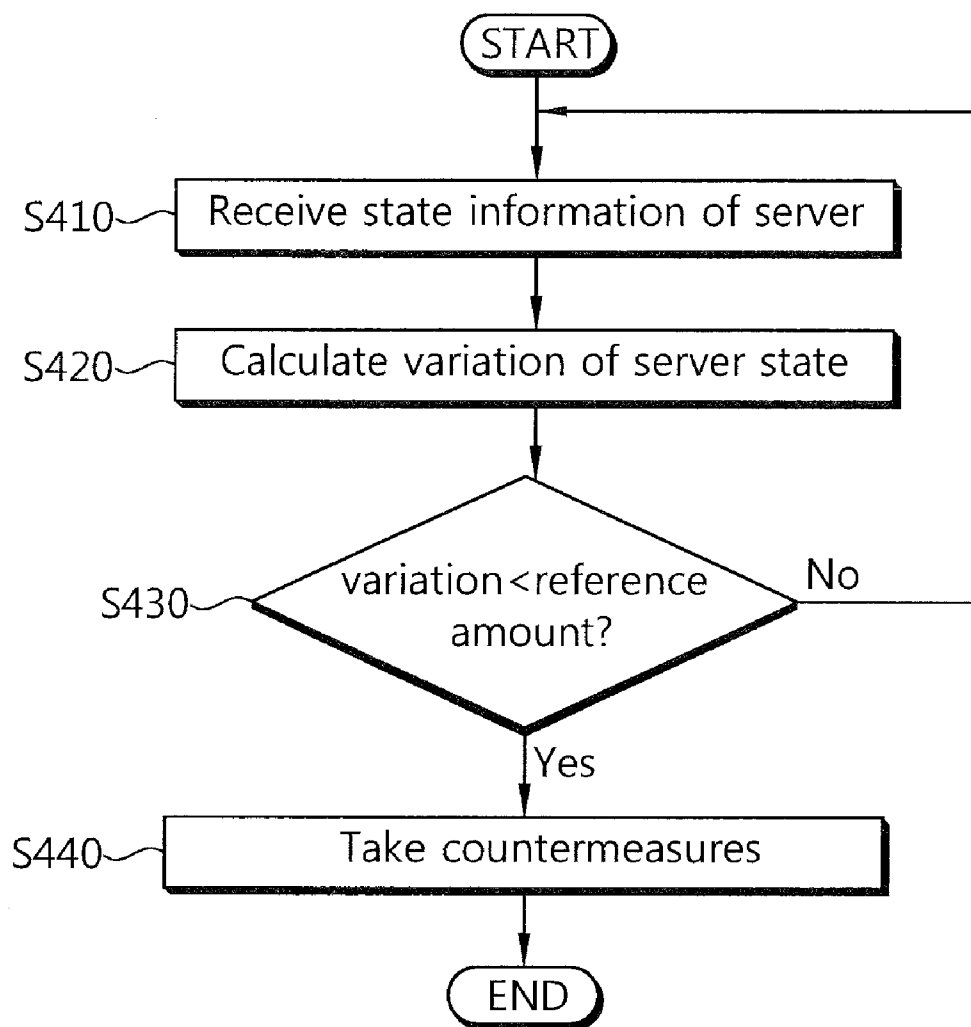 START
S410
Receive state information of server
S420
Calculate variation of server state
S430
variation<reference
amount?
No
Yes
S440
Take countermeasures
END